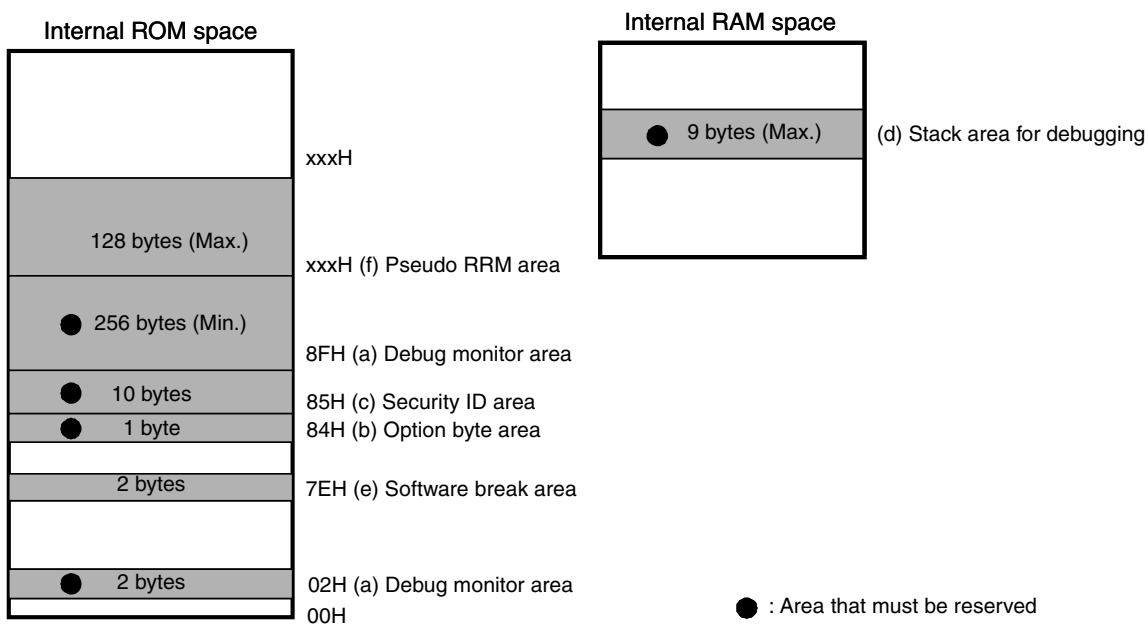 Internal ROM space
Internal RAM space
9 bytes (Max.)
(d) Stack area for debugging
xxxH
128 bytes (Max.)
xxxH (f) Pseudo RRM area
256 bytes (Min.)
8FH (a) Debug monitor area
10 bytes
85H (c) Security ID area
1 byte
84H (b) Option byte area
2 bytes
7EH (e) Software break area
2 bytes
02H (a) Debug monitor area
00H
: Area that must be reserved